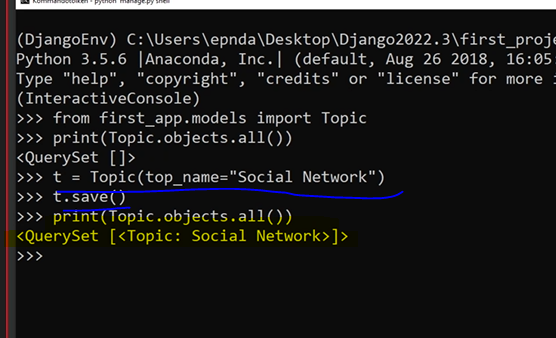 Kommandotolken - python manage.py shell
(DjangoEnv) C:\Users\epnda\Desktop\Django2022.3\first_proje
Python 3.5.6 |Anaconda, Inc.| (default, Aug 26 2018, 16:05:
Type "help", "copyright", "credits" or "license" for more i
(InteractiveConsole)
>>> from first_app.models import Topic
>>> print(Topic.objects.all())
<QuerySet []>
>>> t = Topic(top_name="Social Network")
>>> t.save()
>>> print(Topic.objects.all())
<QuerySet [<Topic: Social Network>]>
>>>